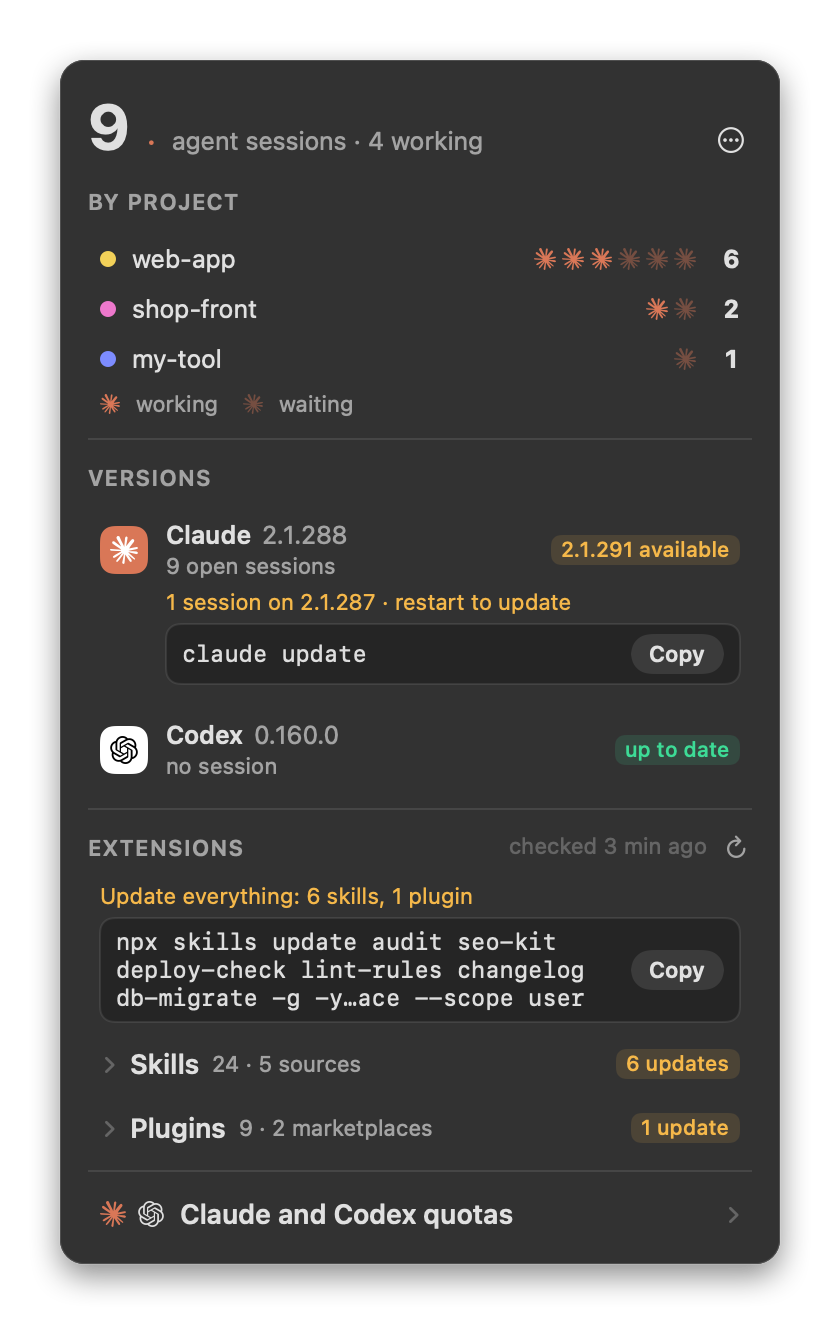 9 · agent sessions · 4 working
BY PROJECT
web-app 6
shop-front 2
my-tool 1
working waiting
VERSIONS
Claude 2.1.288
9 open sessions
2.1.291 available
1 session on 2.1.287 · restart to update
claude update Copy
Codex 0.160.0
no session
up to date
EXTENSIONS checked 3 min ago
Update everything: 6 skills, 1 plugin
npx skills update audit seo-kit
deploy-check lint-rules changelog
db-migrate -g -y…ace --scope user
Copy
Skills 24 · 5 sources 6 updates
Plugins 9 · 2 marketplaces 1 update
Claude and Codex quotas